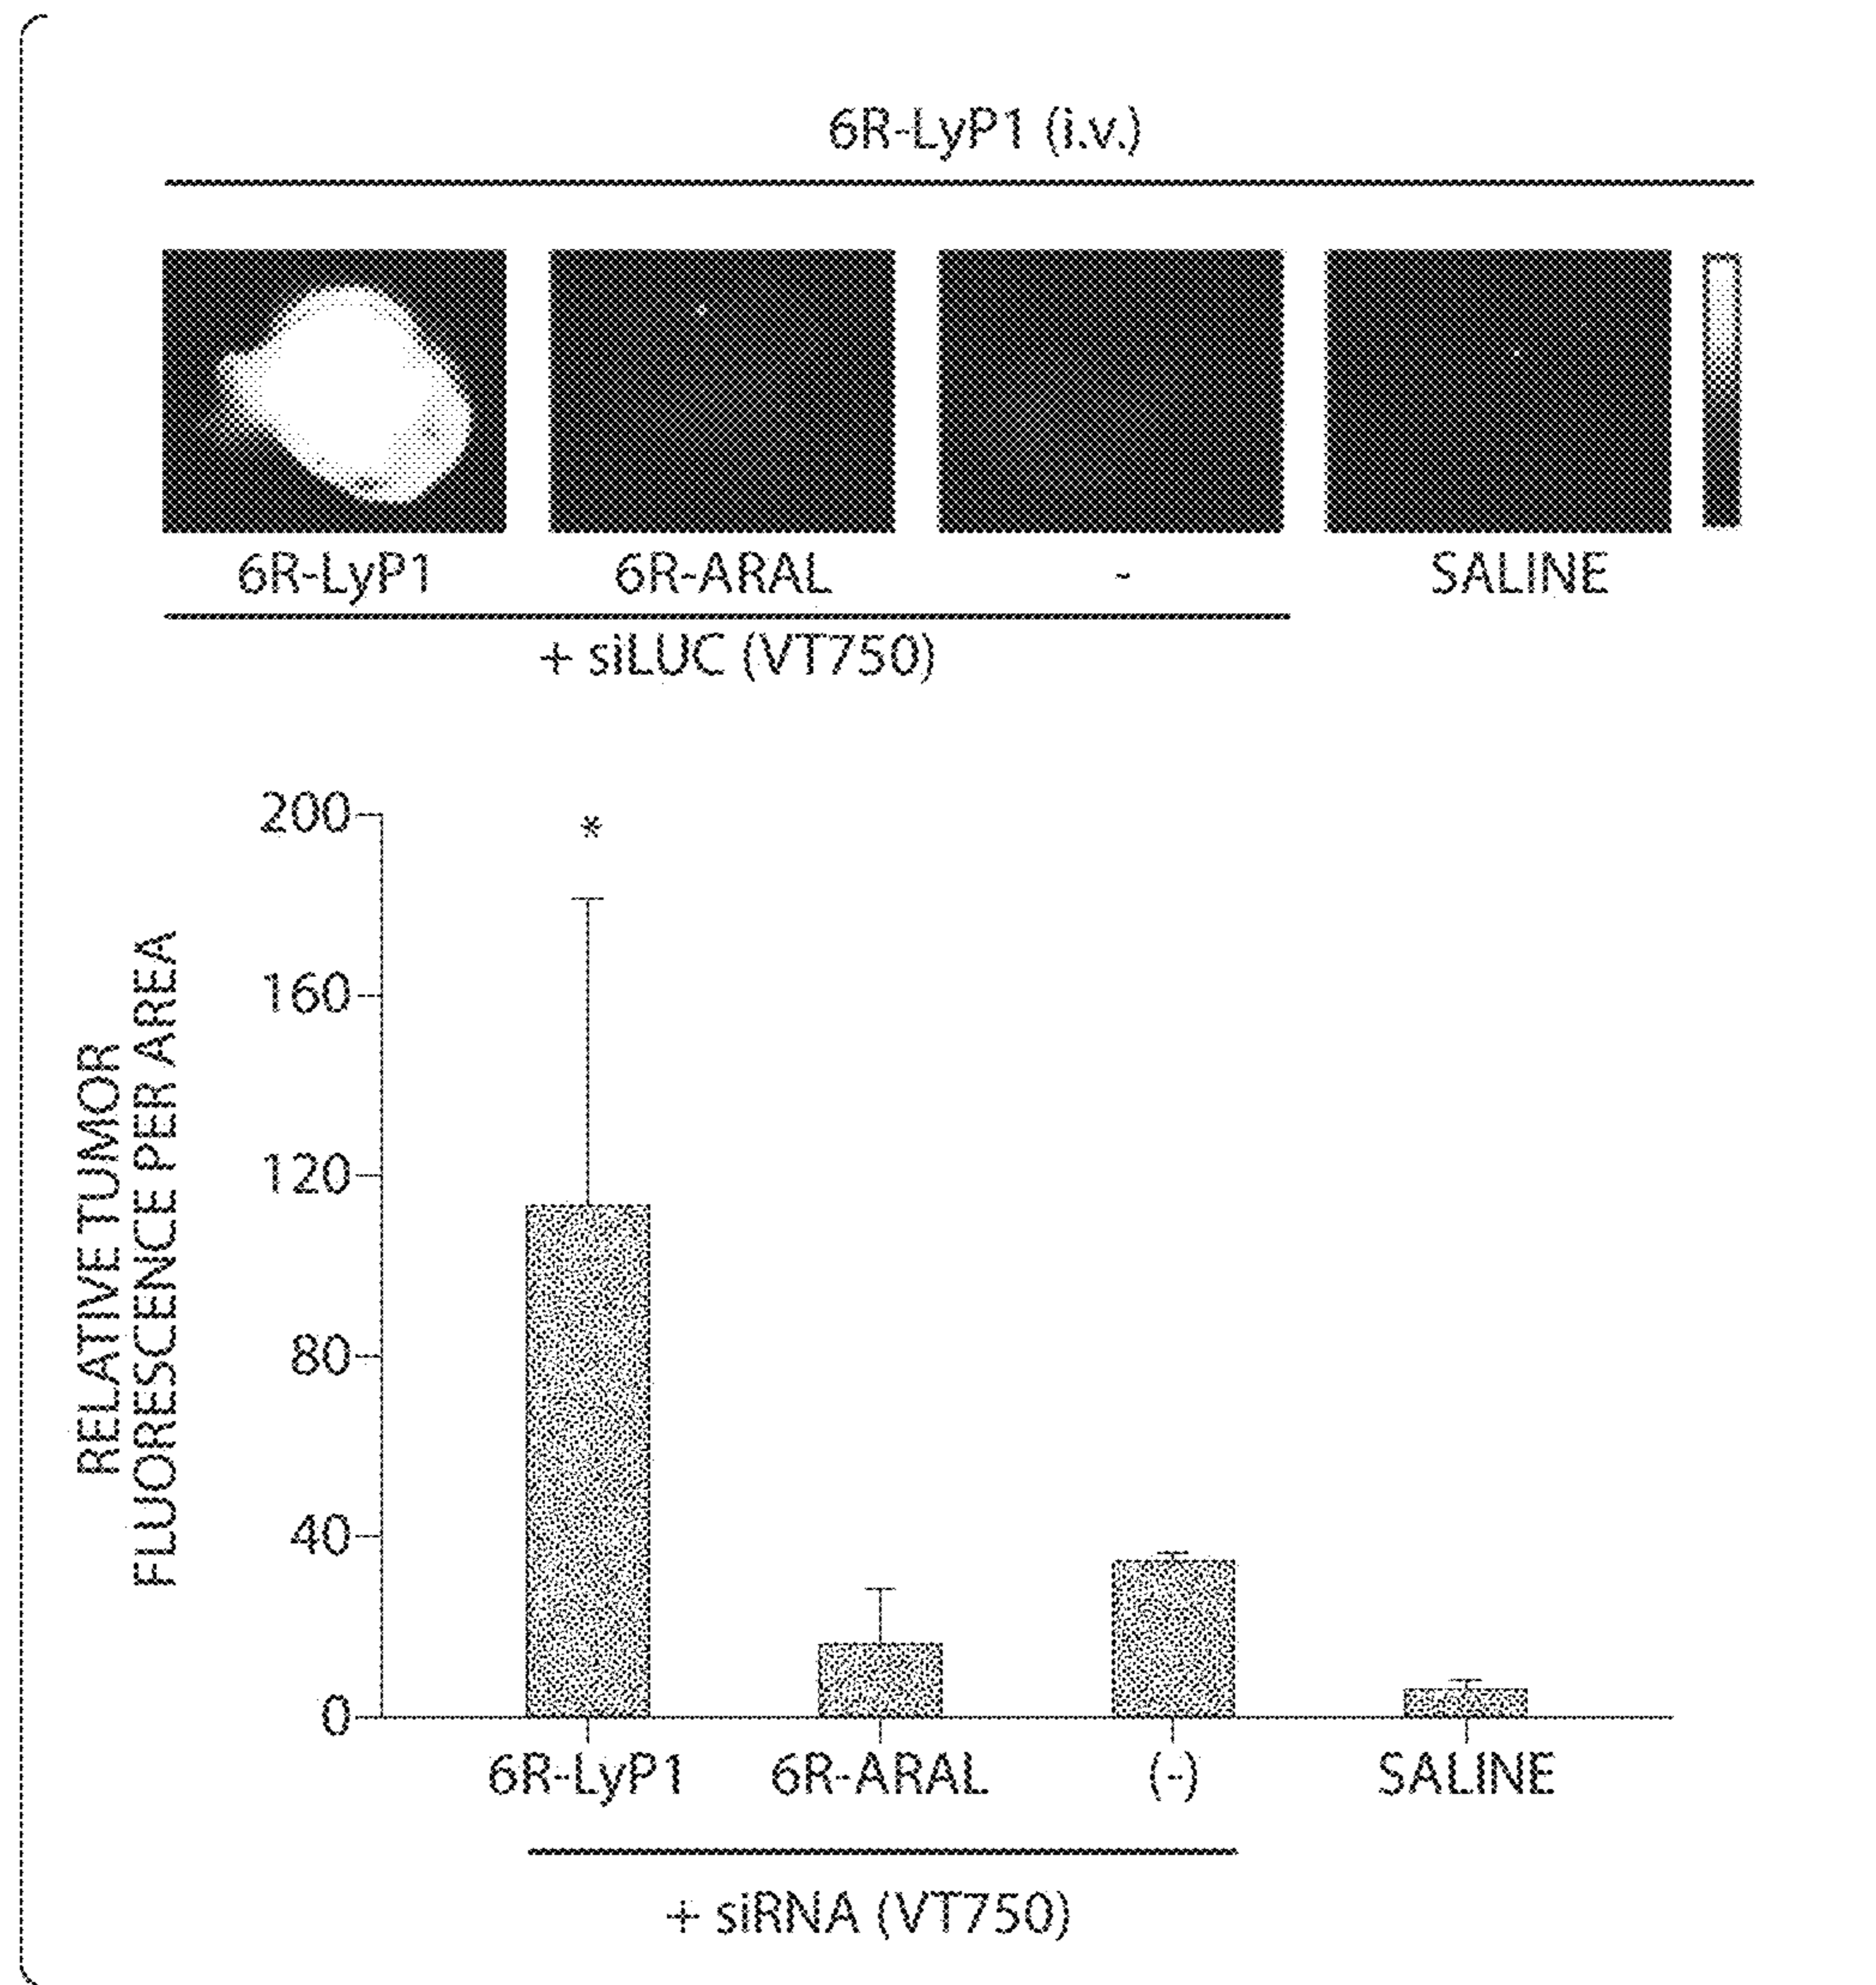 6R-LyP1 (i.v.)
6R-LyP1 6R-ARAL - SALINE
+ siLUC (VT750)
200
*
160
120
80
40
0
RELATIVE TUMOR
FLUORESCENCE PER AREA
6R-LyP1 6R-ARAL (-) SALINE
+ siRNA (VT750)